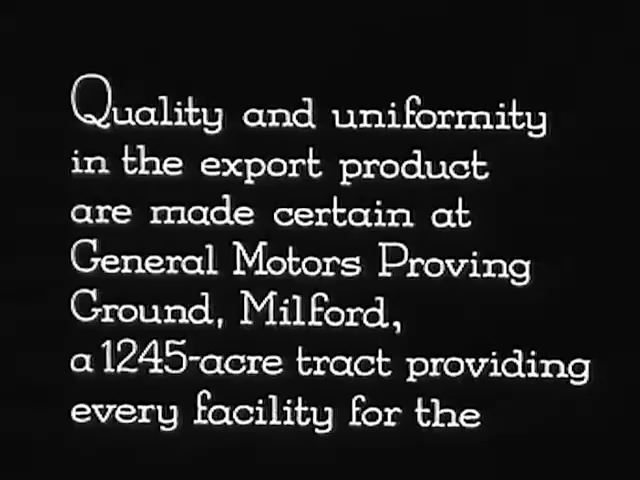 Quality and uniformity
in the export product
are made certain at
General Motors Proving
Ground, Milford,
a 1245-acre tract providing
every facility for the